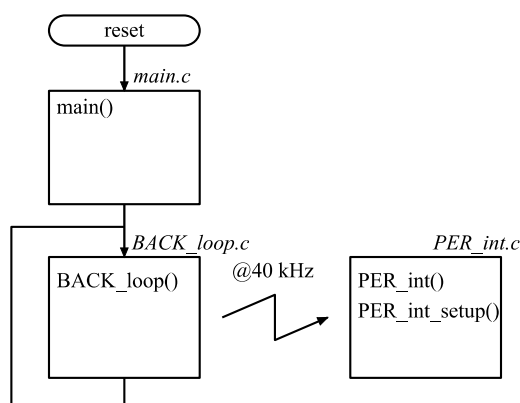 reset
main.c
main()
BACK_loop.c
PER_int.c
@40 kHz
BACK_loop()
PER_int()
PER_int_setup()